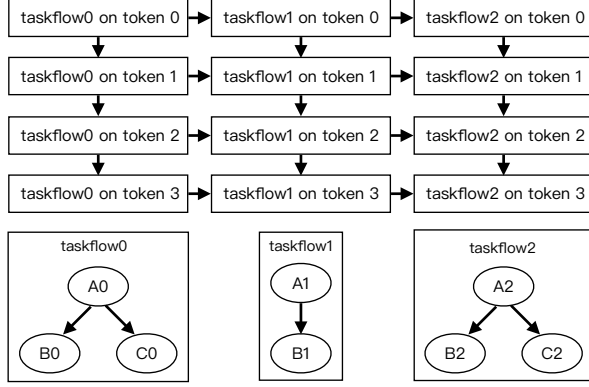 taskflow0 on token 0 taskflow1 on token 0 taskflow2 on token 0
taskflow0 on token 1 taskflow1 on token 1 taskflow2 on token 1
taskflow0 on token 2 taskflow1 on token 2 taskflow2 on token 2
taskflow0 on token 3 taskflow1 on token 3 taskflow2 on token 3
taskflow0 taskflow1 taskflow2
A0 A1 A2
B0 C0 B1 B2 C2